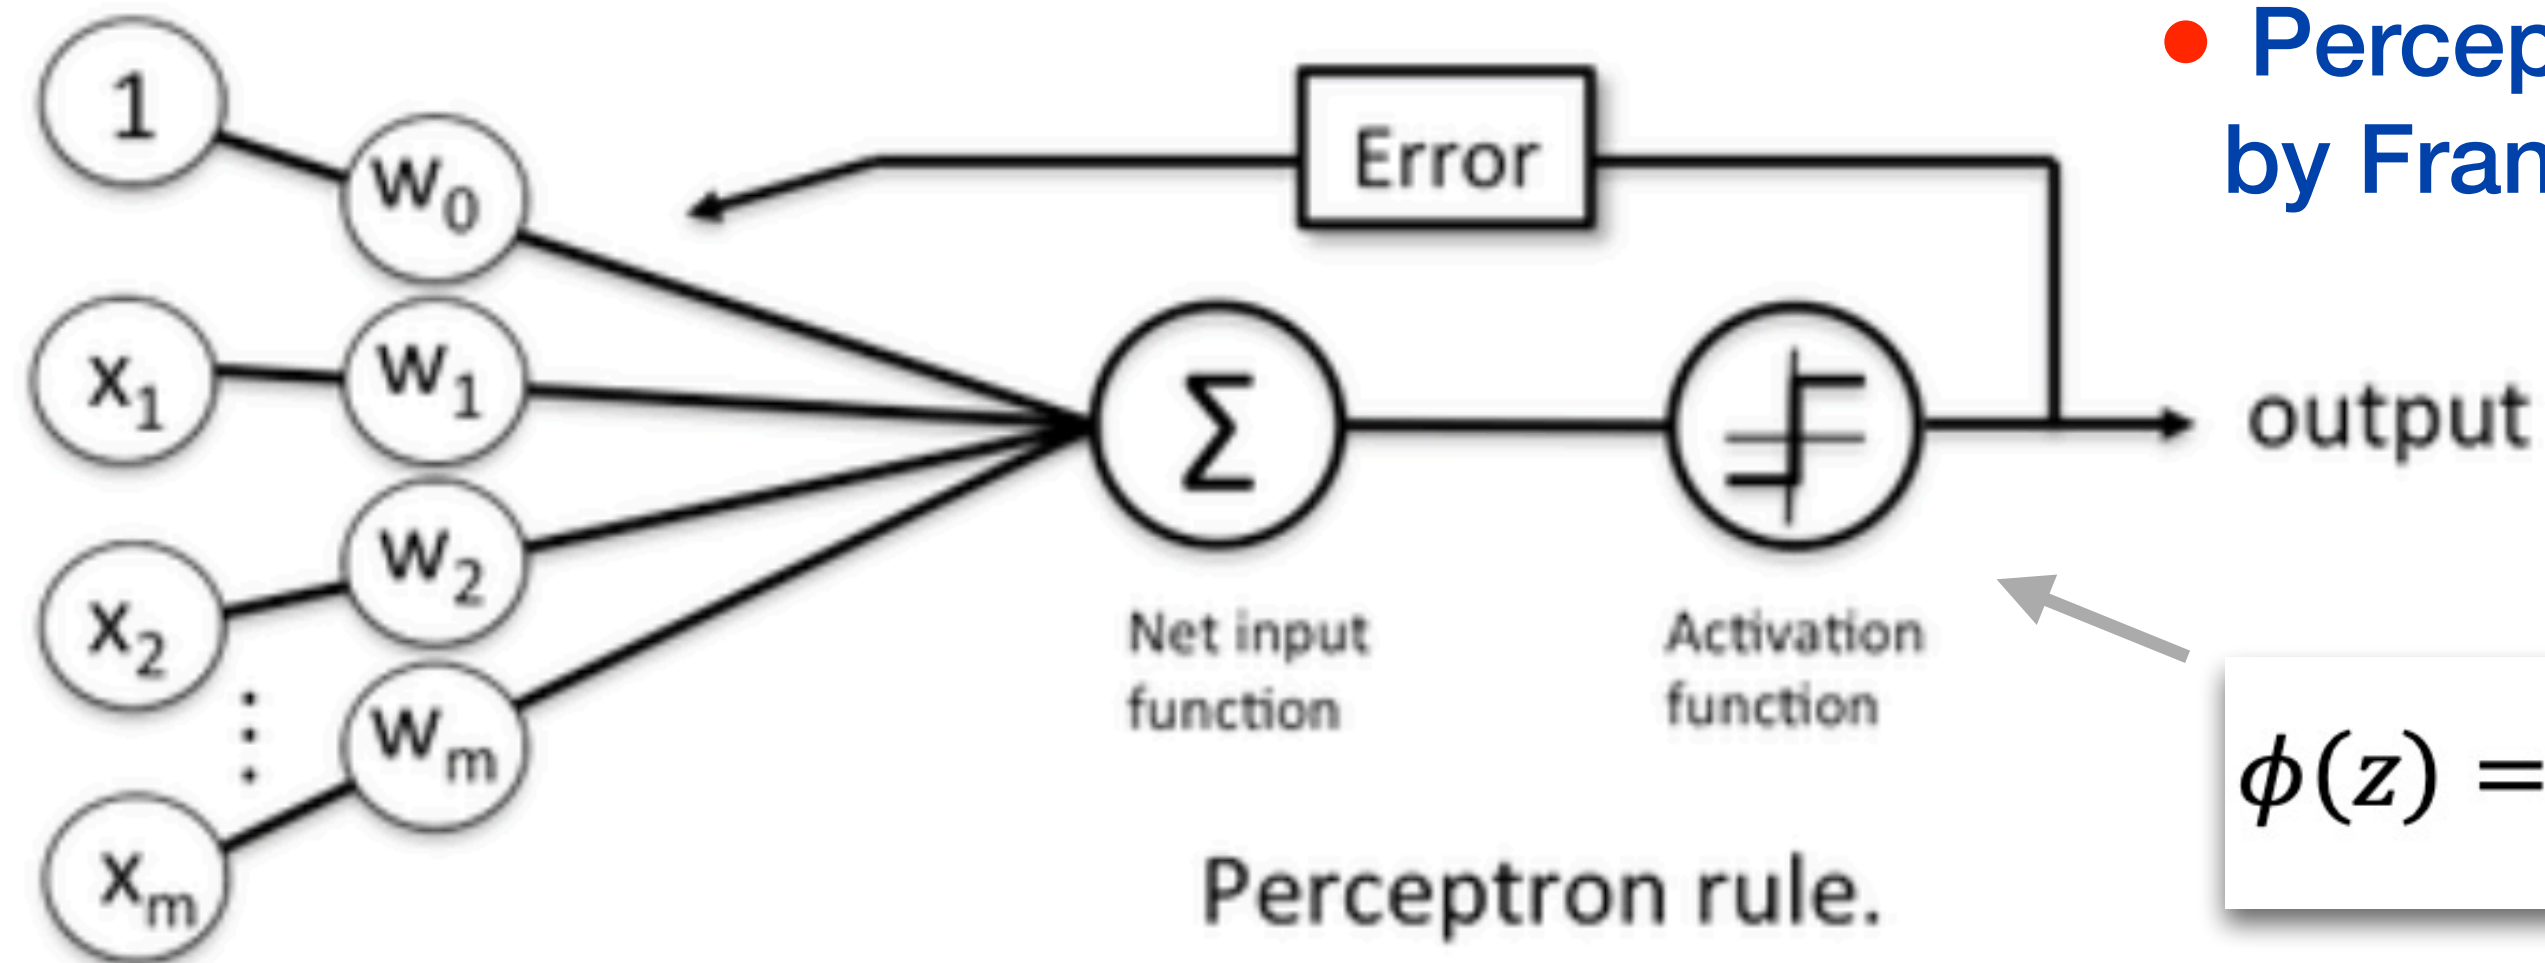 1
W0
x1
W1
x2
W2
⋮
Wm
xm
Error
Σ
output
Net input
function
Activation
function
Perceptron rule.
• Percep
by Fran
ϕ(z) =